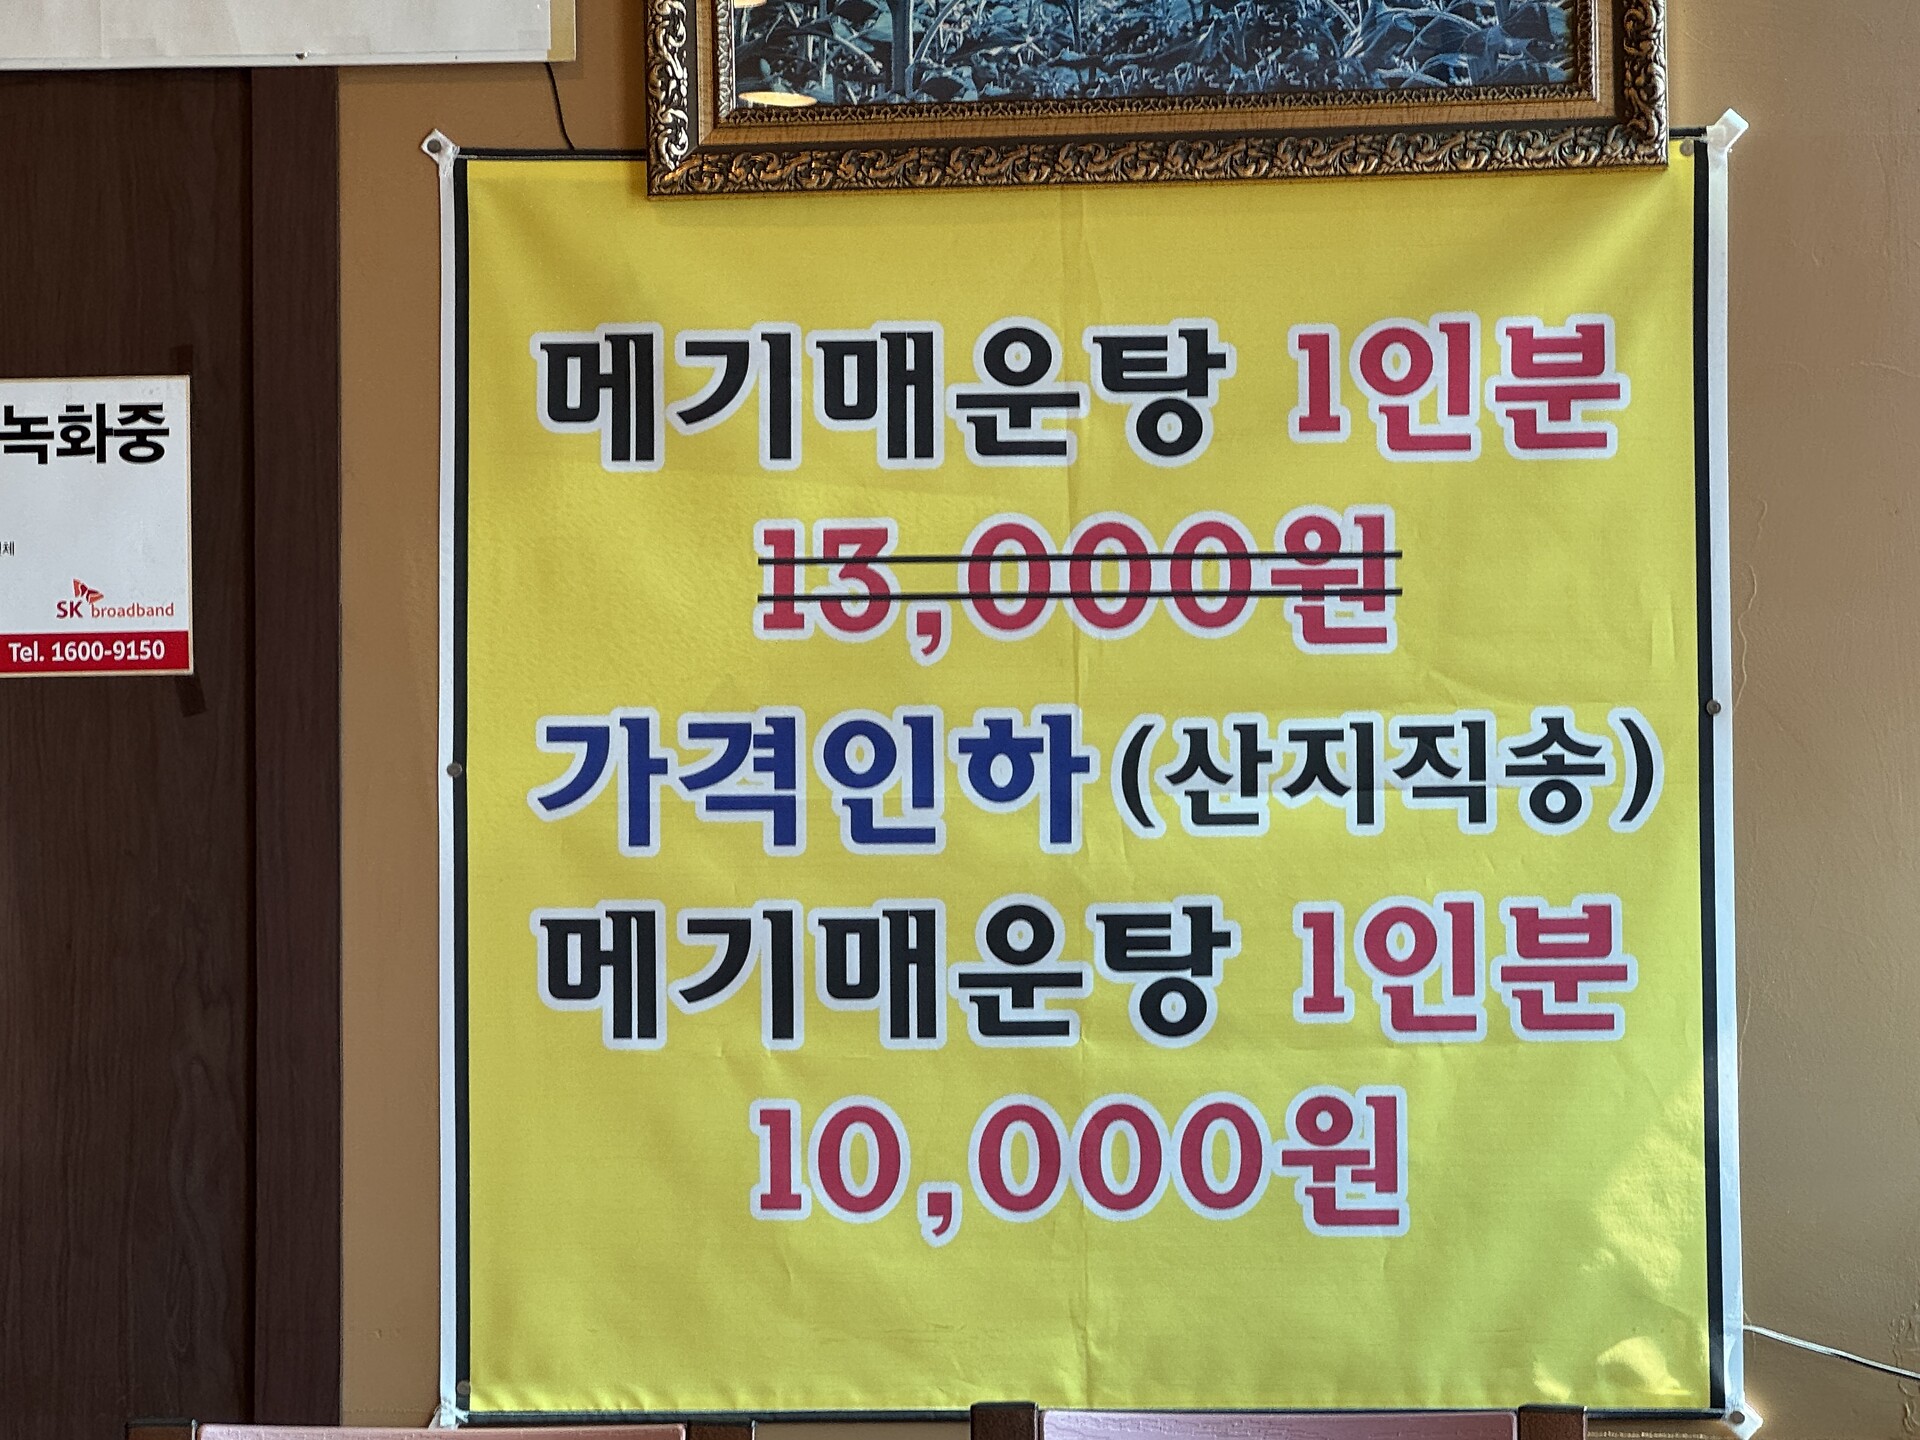 메기매운탕 1인분
13,000원
가격인하 (산지직송)
메기매운탕 1인분
10,000원
녹화중
SK broadband
Tel. 1600-9150